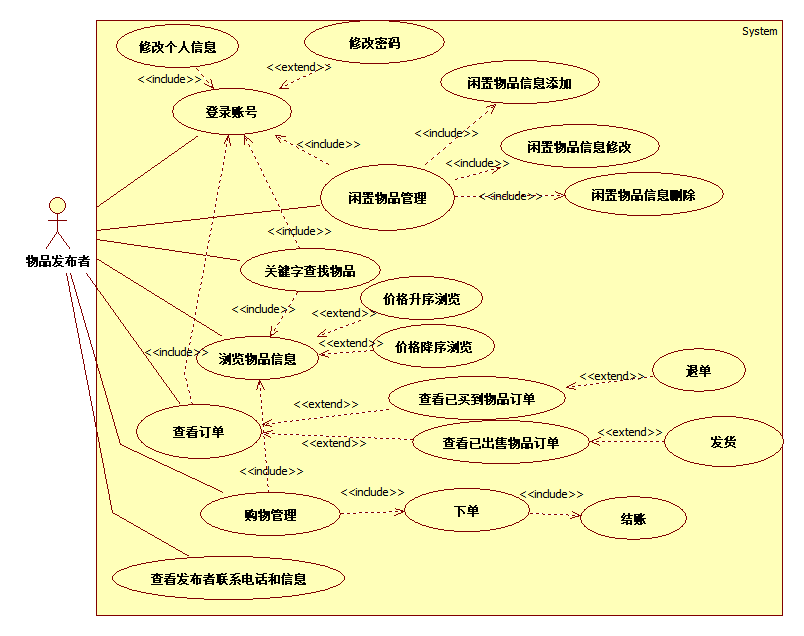 System
修改个人信息
修改密码
<<include>>
<<extend>>
闲置物品信息添加
登录账号
<<include>>
<<include>>
闲置物品信息修改
<<include>>
闲置物品管理
<<include>>
闲置物品信息删除
物品发布者
<<include>>
关键字查找物品
价格升序浏览
<<include>>
<<extend>>
<<include>>
浏览物品信息
<<extend>>
价格降序浏览
<<extend>>
退单
查看已买到物品订单
<<extend>>
查看订单
<<extend>>
查看已出售物品订单
<<extend>>
发货
<<include>>
购物管理
<<include>>
下单
<<include>>
结账
查看发布者联系电话和信息